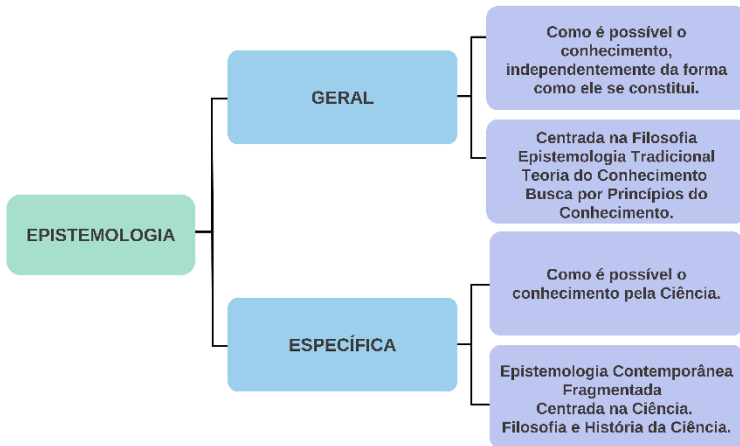 EPISTEMOLOGIA
GERAL
Como é possível o
conhecimento,
independentemente da forma
como ele se constitui.
Centrada na Filosofia
Epistemologia Tradicional
Teoria do Conhecimento
Busca por Princípios do
Conhecimento.
ESPECÍFICA
Como é possível o
conhecimento pela Ciência.
Epistemologia Contemporânea
Fragmentada
Centrada na Ciência.
Filosofia e História da Ciência.